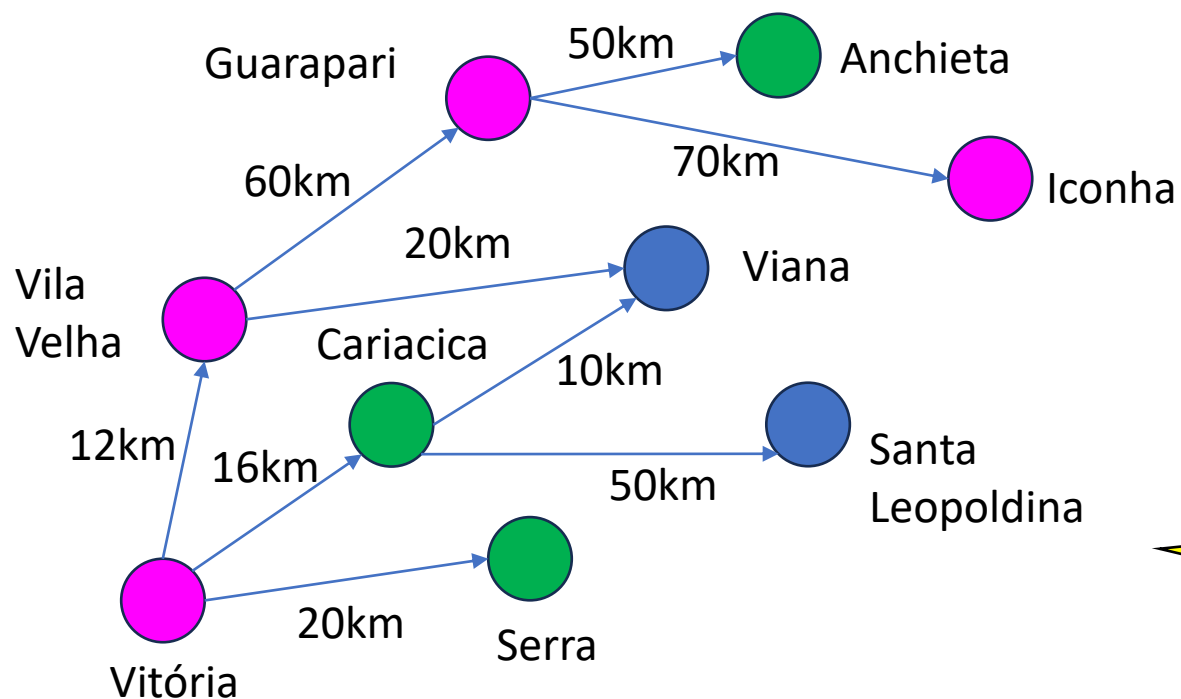 50km
Guarapari
Anchieta
70km
60km
Iconha
20km
Viana
Vila
Velha
Cariacica
10km
12km
16km
Santa
Leopoldina
50km
20km
Serra
Vitória